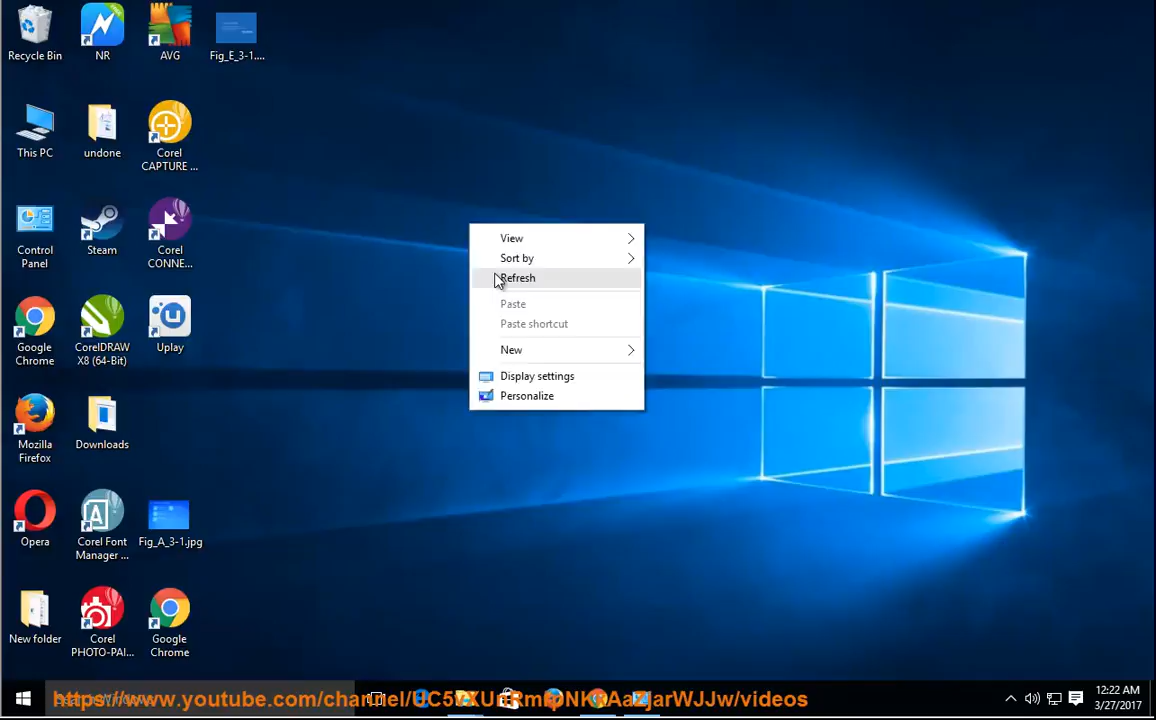 Recycle Bin
NR
AVG
Fig_E_3-1....
This PC
undone
Corel
CAPTURE ...
Control
Panel
Steam
Corel
CONNE...
Google
Chrome
CorelDRAW
X8 (64-Bit)
Uplay
Mozilla
Firefox
Downloads
Opera
Corel Font
Manager ...
Fig_A_3-1.jpg
New folder
Corel
PHOTO-PAI...
Google
Chrome
View
Sort by
Refresh
Paste
Paste shortcut
New
Display settings
Personalize
12:22 AM
3/27/2017